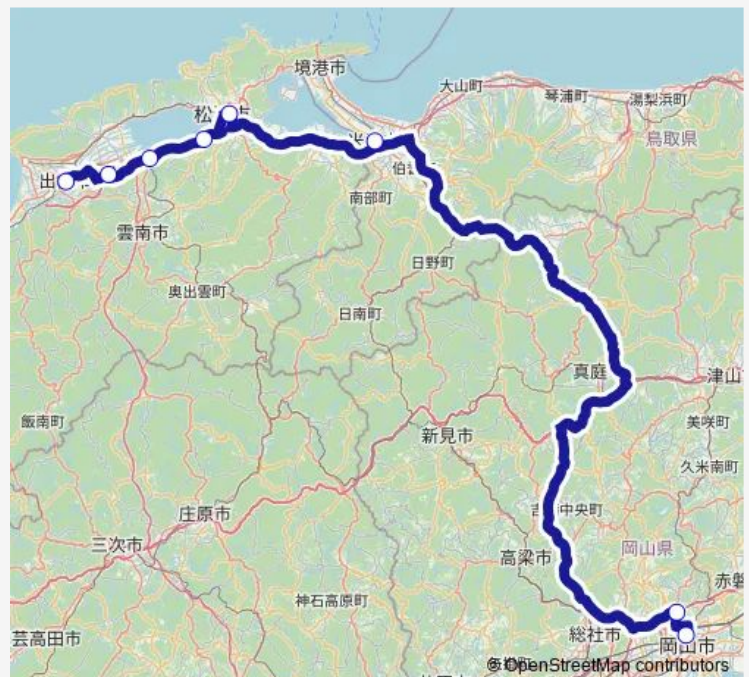 境港市
大山町
琴浦町
湯梨浜町
鳥取県
南部町
雲南市
日野町
奥出雲町
日南町
真庭
津山
飯南町
新見市
美咲町
久米南町
庄原市
三次市
中央町
高梁市
岡山県
赤磐
神石高原町
芸高田市
総社市
岡山市
© OpenStreetMap contributors